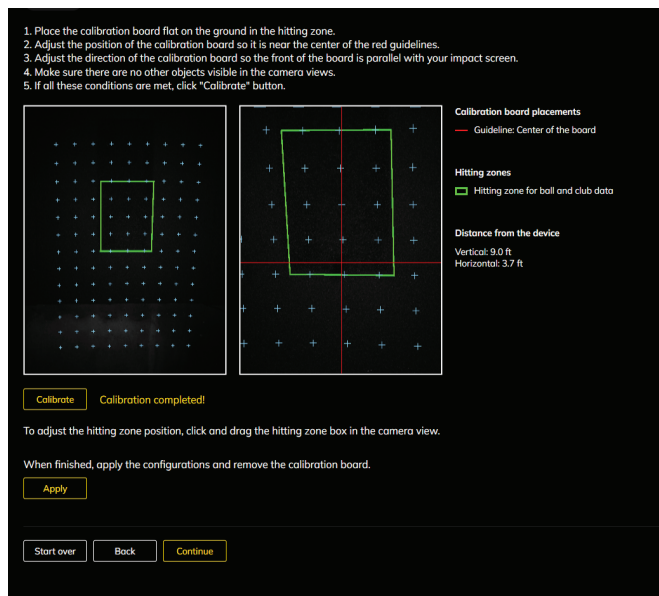 1. Place the calibration board flat on the ground in the hitting zone.
2. Adjust the position of the calibration board so it is near the center of the red guidelines.
3. Adjust the direction of the calibration board so the front of the board is parallel with your impact screen.
4. Make sure there are no other objects visible in the camera views.
5. If all these conditions are met, click "Calibrate" button.
Calibration board placements
Guideline: Center of the board
Hitting zones
Hitting zone for ball and club data
Distance from the device
Vertical: 9.0 ft
Horizontal: 3.7 ft
Calibrate Calibration completed!
To adjust the hitting zone position, click and drag the hitting zone box in the camera view.
When finished, apply the configurations and remove the calibration board.
Apply
Start over Back Continue